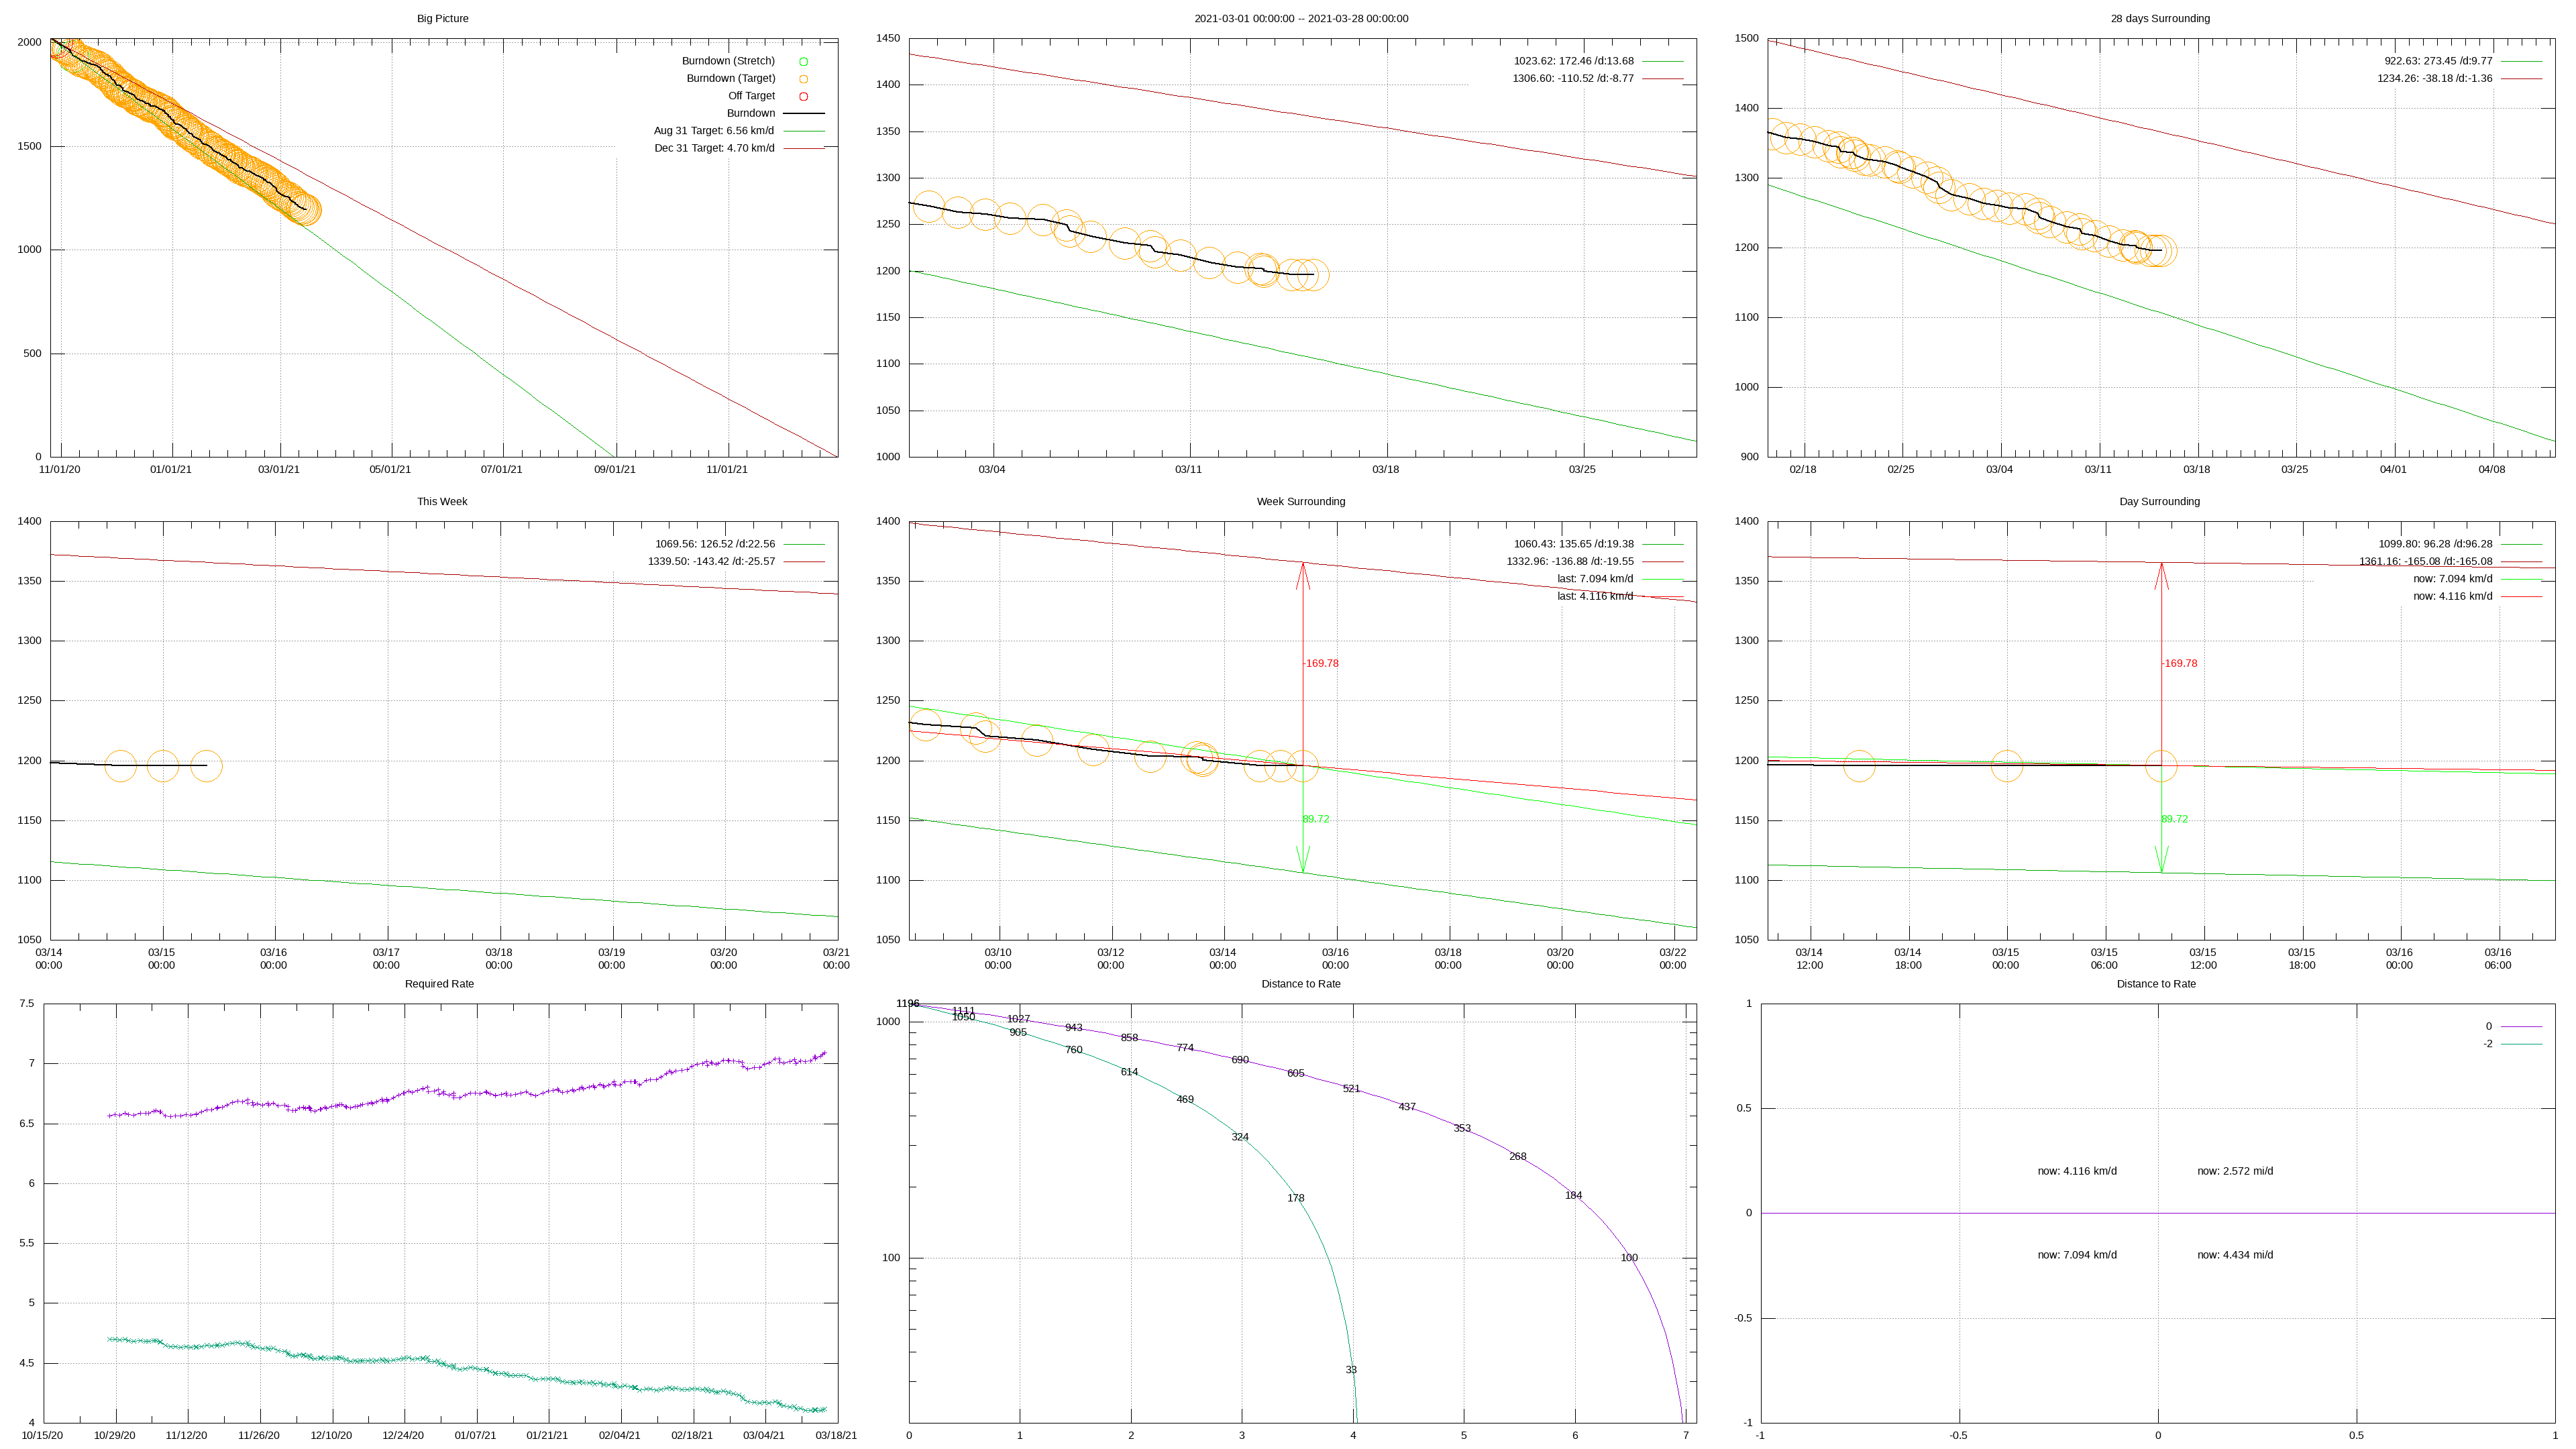 Big Picture
2000
1500
1000
500
0
11/01/20 01/01/21 03/01/21 05/01/21 07/01/21 09/01/21 11/01/21
Burndown (Stretch)
Burndown (Target)
Off Target
Burndown
Aug 31 Target: 6.56 km/d
Dec 31 Target: 4.70 km/d
2021-03-01 00:00:00 -- 2021-03-28 00:00:00
1450
1400
1350
1300
1250
1200
1150
1100
1050
1000
03/04 03/11 03/18 03/25
1023.62: 172.46 /d:13.68
1306.60: -110.52 /d:-8.77
28 days Surrounding
1500
1400
1300
1200
1100
1000
900
02/18 02/25 03/04 03/11 03/18 03/25 04/01 04/08
922.63: 273.45 /d:9.77
1234.26: -38.18 /d:-1.36
This Week
1400
1350
1300
1250
1200
1150
1100
1050
03/14 03/15 03/16 03/17 03/18 03/19 03/20 03/21
00:00 00:00 00:00 00:00 00:00 00:00 00:00 00:00
1069.56: 126.52 /d:22.56
1339.50: -143.42 /d:-25.57
Week Surrounding
1400
1350
1300
1250
1200
1150
1100
1050
03/10 03/12 03/14 03/16 03/18 03/20 03/22
00:00 00:00 00:00 00:00 00:00 00:00 00:00
1060.43: 135.65 /d:19.38
1332.96: -136.88 /d:-19.55
last: 7.094 km/d
last: 4.116 km/d
-169.78
89.72
Day Surrounding
1400
1350
1300
1250
1200
1150
1100
1050
03/14 03/14 03/15 03/15 03/15 03/15 03/16 03/16
12:00 18:00 00:00 06:00 12:00 18:00 00:00 06:00
1099.80: 96.28 /d:96.28
1361.16: -165.08 /d:-165.08
now: 7.094 km/d
now: 4.116 km/d
-169.78
89.72
Required Rate
7.5
7
6.5
6
5.5
5
4.5
4
10/15/20 10/29/20 11/12/20 11/26/20 12/10/20 12/24/20 01/07/21 01/21/21 02/04/21 02/18/21 03/04/21 03/18/21
Distance to Rate
1000
100
0 1 2 3 4 5 6 7
1196
1111
1027
943
858
774
690
605
521
437
353
268
184
100
1050
905
760
614
469
324
178
33
Distance to Rate
1
0.5
0
-0.5
-1
-1 -0.5 0 0.5 1
0
-2
now: 4.116 km/d now: 2.572 mi/d
now: 7.094 km/d now: 4.434 mi/d